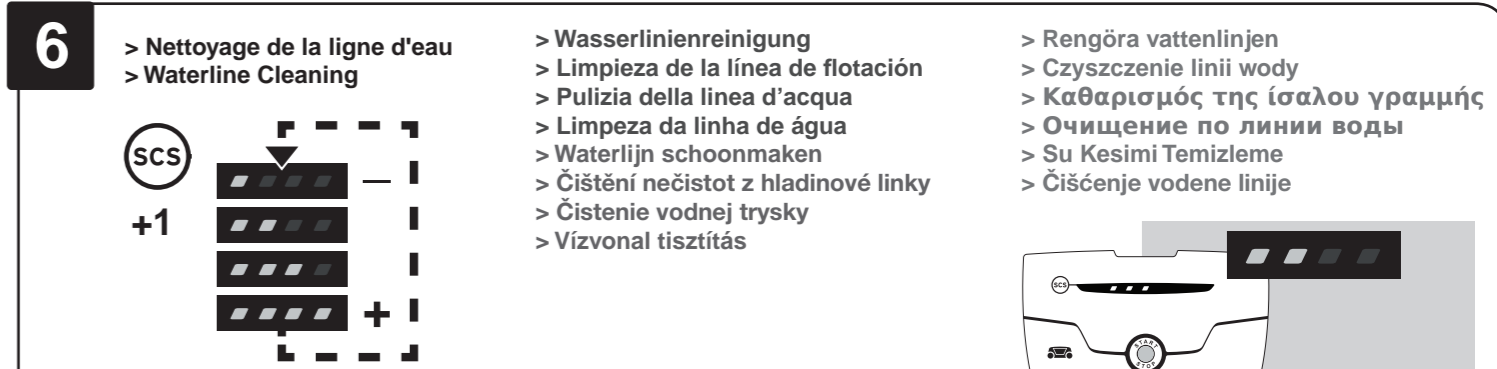 6
> Nettoyage de la ligne d'eau
> Waterline Cleaning
SCS
+1
–
+
> Wasserlinienreinigung
> Limpieza de la línea de flotación
> Pulizia della linea d’acqua
> Limpeza da linha de água
> Waterlijn schoonmaken
> Čištění nečistot z hladinové linky
> Čistenie vodnej trysky
> Vízvonal tisztítás
> Rengöra vattenlinjen
> Czyszczenie linii wody
> Καθαρισμός της ίσαλου γραμμής
> Очищение по линии воды
> Su Kesimi Temizleme
> Čišćenje vodene linije
SCS
START
STOP